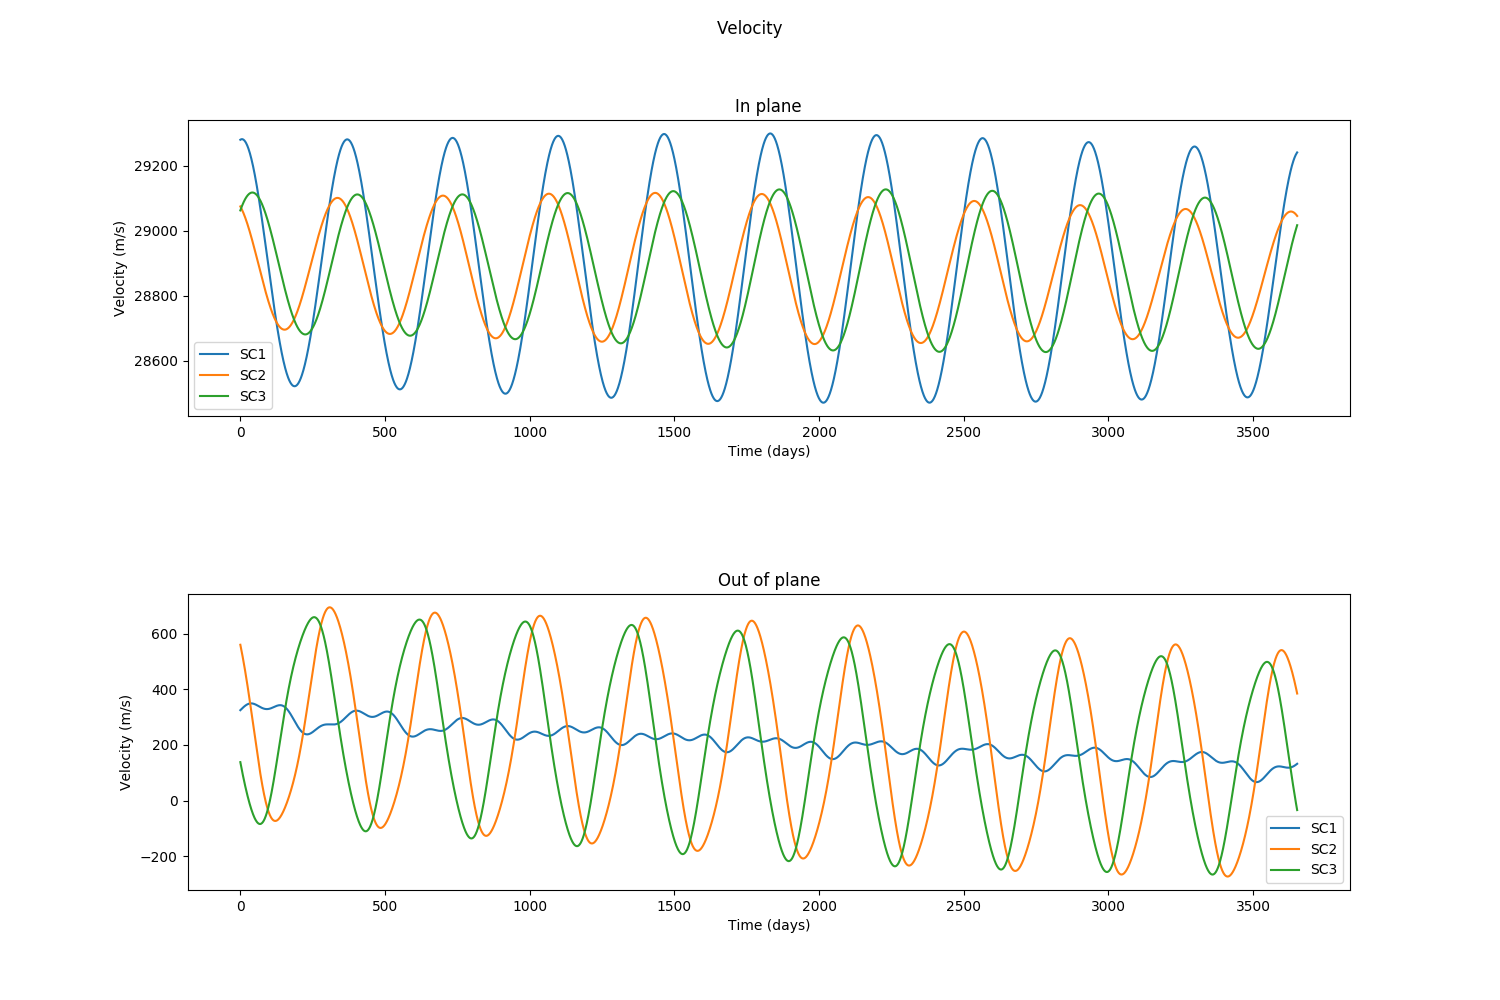 Velocity
In plane
Velocity (m/s)
29200
29000
28800
28600
SC1
SC2
SC3
0 500 1000 1500 2000 2500 3000 3500
Time (days)
Out of plane
Velocity (m/s)
600
400
200
0
−200
SC1
SC2
SC3
0 500 1000 1500 2000 2500 3000 3500
Time (days)